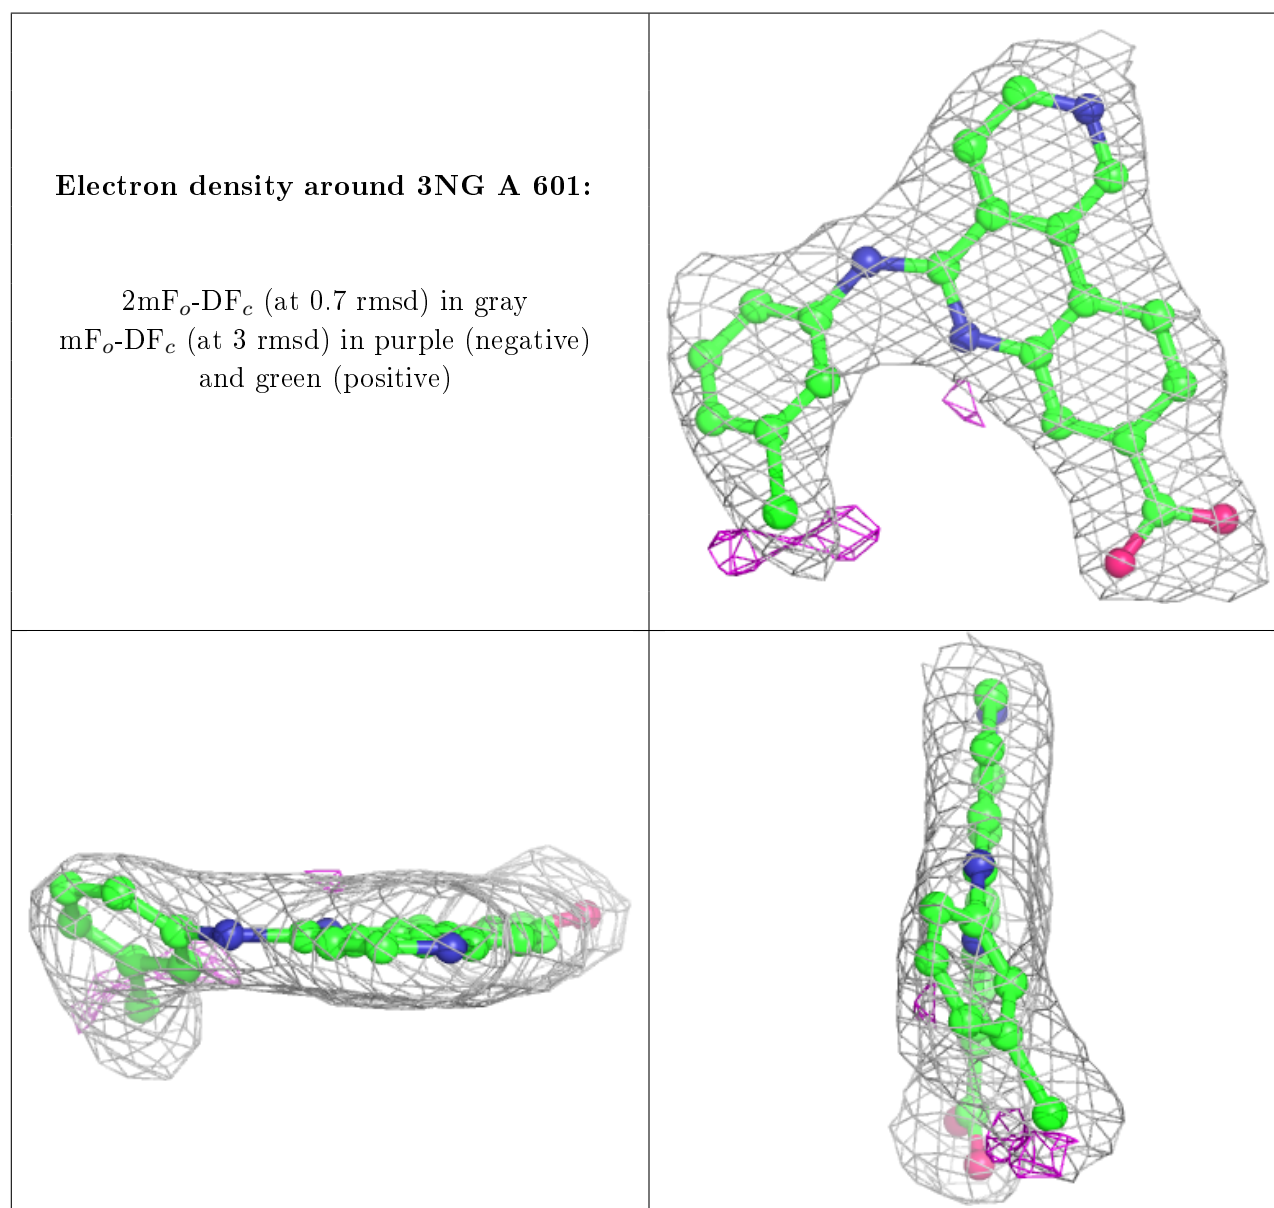 Electron density around 3NG A 601:
2mFo-DFc (at 0.7 rmsd) in gray
mFo-DFc (at 3 rmsd) in purple (negative)
and green (positive)